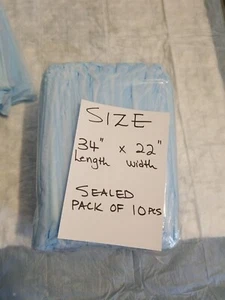 SIZE
34" x 22"
Length Width
SEALED
PACK OF 10 PCS